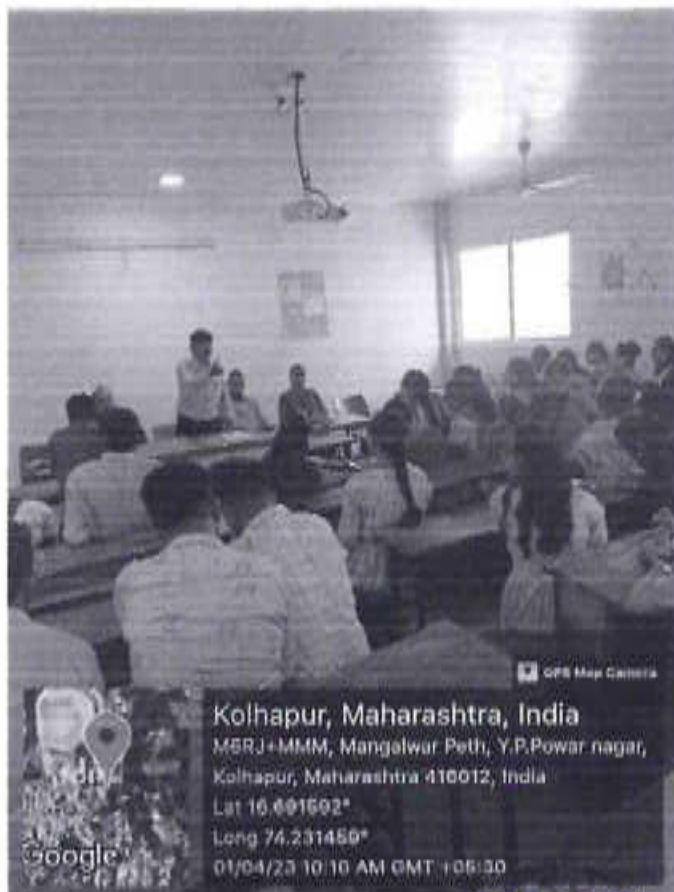 GPS Map Camera
Kolhapur, Maharashtra, India
M6RJ+MMM, Mangalwar Peth, Y.P.Powar nagar,
Kolhapur, Maharashtra 416012, India
Lat 16.691592°
Long 74.231459°
01/04/23 10:10 AM GMT +05:30
Google